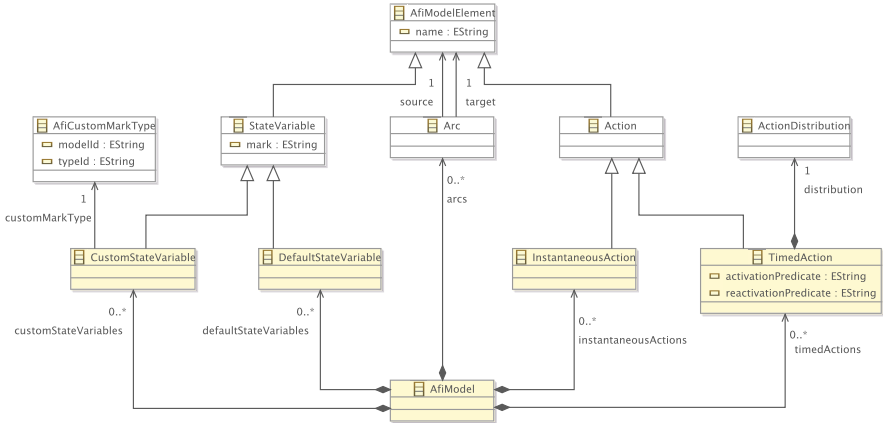 AfiModelElement
name : EString
1
1
source
target
AfiCustomMarkType
modelId : EString
typeId : EString
StateVariable
mark : EString
Arc
Action
ActionDistribution
1
customMarkType
0..*
arcs
1
distribution
CustomStateVariable
DefaultStateVariable
InstantaneousAction
TimedAction
activationPredicate : EString
reactivationPredicate : EString
0..*
customStateVariables
0..*
defaultStateVariables
0..*
instantaneousActions
0..*
timedActions
AfiModel